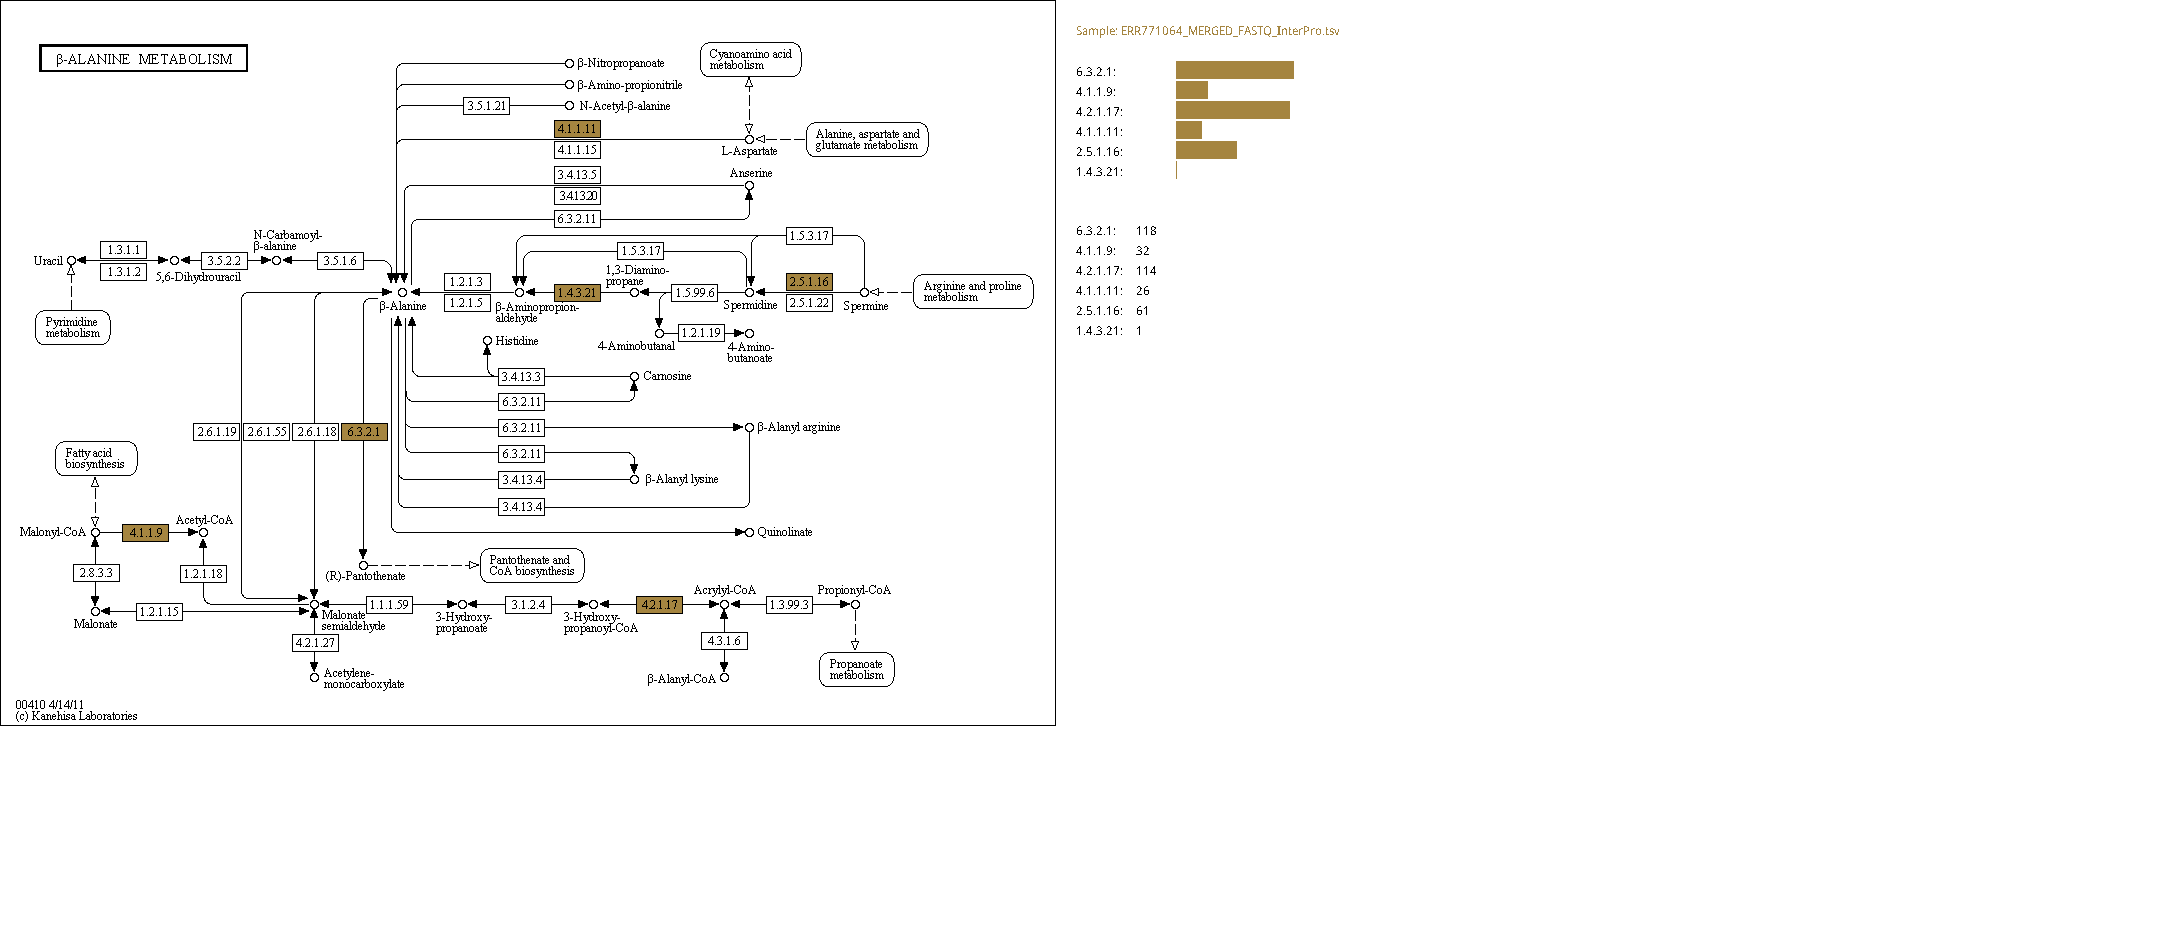 β-ALANINE METABOLISM
β-Nitropropanoate
β-Amino-propionitrile
3.5.1.21
N-Acetyl-β-alanine
Cyanoamino acid
metabolism
4.1.1.11
4.1.1.15
L-Aspartate
Alanine, aspartate and
glutamate metabolism
3.4.13.5
3.4.13.20
Anserine
6.3.2.11
Uracil
1.3.1.1
1.3.1.2
5,6-Dihydrouracil
3.5.2.2
N-Carbamoyl-
β-alanine
3.5.1.6
1.5.3.17
1.5.3.17
Pyrimidine
metabolism
β-Alanine
1.2.1.3
1.2.1.5
β-Aminopropion-
aldehyde
1.4.3.21
1,3-Diamino-
propane
1.5.99.6
Spermidine
2.5.1.16
2.5.1.22
Spermine
Arginine and proline
metabolism
4-Aminobutanal
1.2.1.19
4-Amino-
butanoate
Histidine
3.4.13.3
Carnosine
6.3.2.11
2.6.1.19
2.6.1.55
2.6.1.18
6.3.2.1
6.3.2.11
β-Alanyl arginine
6.3.2.11
3.4.13.4
β-Alanyl lysine
3.4.13.4
Quinolinate
Fatty acid
biosynthesis
Malonyl-CoA
4.1.1.9
Acetyl-CoA
2.8.3.3
1.2.1.18
(R)-Pantothenate
Pantothenate and
CoA biosynthesis
Malonate
1.2.1.15
Malonate
semialdehyde
1.1.1.59
3-Hydroxy-
propanoate
3.1.2.4
3-Hydroxy-
propanoyl-CoA
4.2.1.17
Acrylyl-CoA
1.3.99.3
Propionyl-CoA
4.2.1.27
Acetylene-
monocarboxylate
4.3.1.6
β-Alanyl-CoA
Propanoate
metabolism
00410 4/14/11
(c) Kanehisa Laboratories
Sample: ERR771064_MERGED_FASTQ_InterPro.tsv
6.3.2.1:
4.1.1.9:
4.2.1.17:
4.1.1.11:
2.5.1.16:
1.4.3.21:
6.3.2.1: 118
4.1.1.9: 32
4.2.1.17: 114
4.1.1.11: 26
2.5.1.16: 61
1.4.3.21: 1